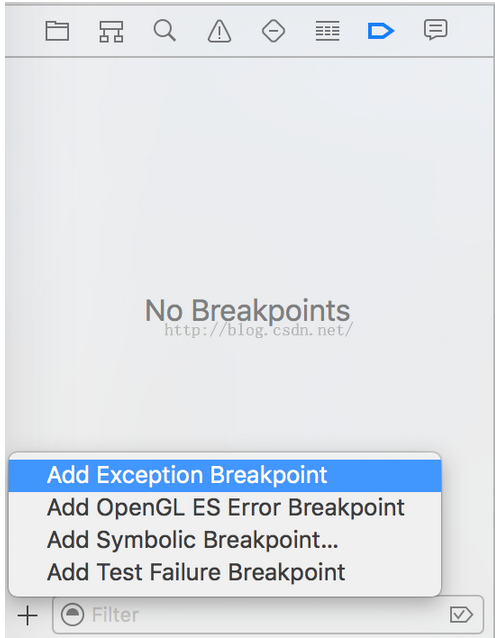 No Breakpoints
http://blog.csdn.net/
Add Exception Breakpoint
Add OpenGL ES Error Breakpoint
Add Symbolic Breakpoint...
Add Test Failure Breakpoint
Filter